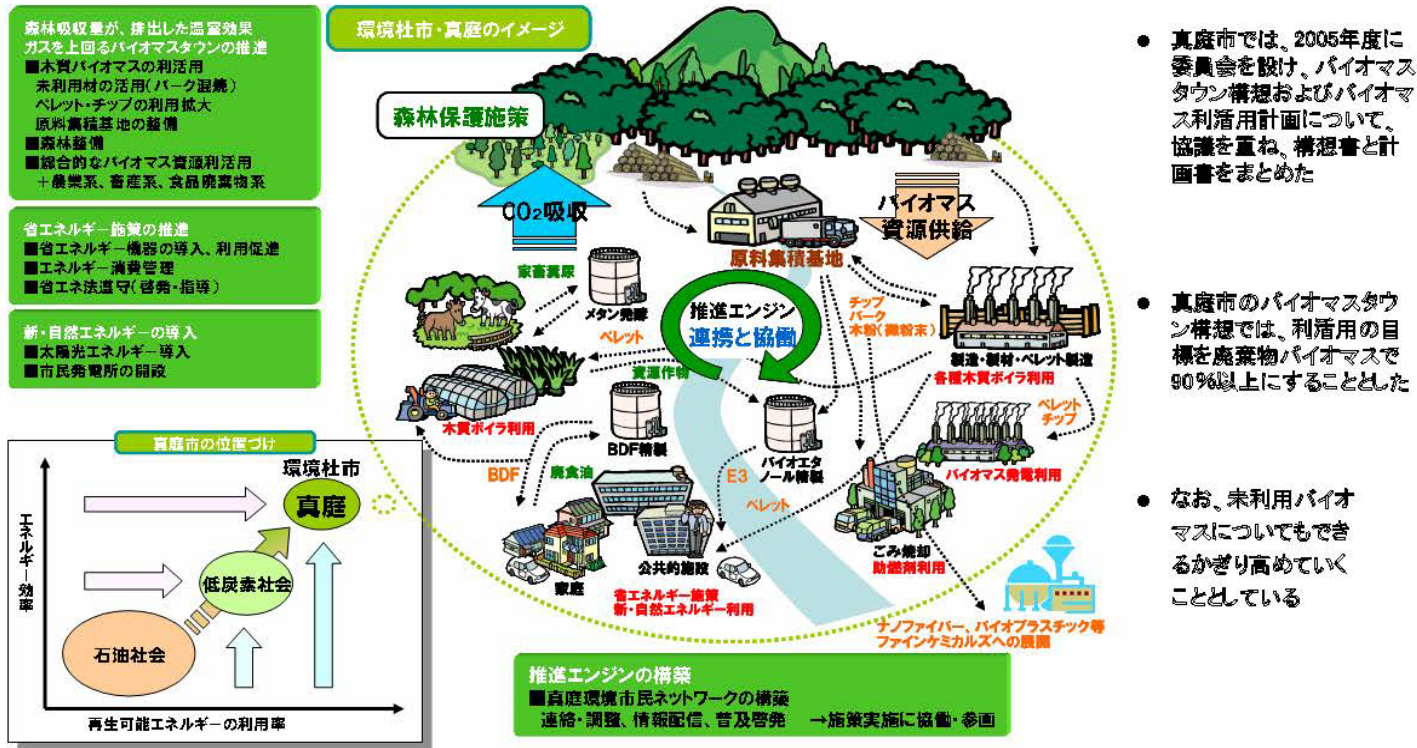 森林吸収量が、排出した温室効果
ガスを上回るバイオマスタウンの推進
■木質バイオマスの利活用
未利用材の活用(バーク混焼)
ペレット・チップの利用拡大
原料集積基地の整備
■森林整備
■総合的なバイオマス資源利活用
＋農業系、畜産系、食品廃棄物系
省エネルギー施策の推進
■省エネルギー機器の導入、利用促進
■エネルギー消費管理
■省エネ法遵守(啓発・指導)
新・自然エネルギーの導入
■太陽光エネルギー導入
■市民発電所の開設
環境杜市・真庭のイメージ
森林保護施策
CO₂吸収
バイオマス
資源供給
原料集積基地
家畜糞尿
メタン発酵
推進エンジン
連携と協働
チップ
バーク
木粉(微粉末)
製造・製材・ペレット製造
各種木質ボイラ利用
ペレット
資源作物
木質ボイラ利用
BDF精製
バイオエタ
ノール精製
ペレット
チップ
バイオマス発電利用
BDF
廃食油
E3
ペレット
ごみ焼却
助燃剤利用
家庭
公共的施設
省エネルギー施策
新・自然エネルギー利用
ナノファイバー、バイオプラスチック等
ファインケミカルズへの展開
真庭市の位置づけ
環境杜市
真庭
低炭素社会
石油社会
エネルギー効率
再生可能エネルギーの利用率
推進エンジンの構築
■真庭環境市民ネットワークの構築
連絡・調整、情報配信、普及啓発　→施策実施に協働・参画
● 真庭市では、2005年度に
委員会を設け、バイオマス
タウン構想およびバイオマ
ス利活用計画について、
協議を重ね、構想書と計
画書をまとめた
● 真庭市のバイオマスタウ
ン構想では、利活用の目
標を廃棄物バイオマスで
90%以上にすることとした
● なお、未利用バイオ
マスについてもでき
るかぎり高めていく
こととしている